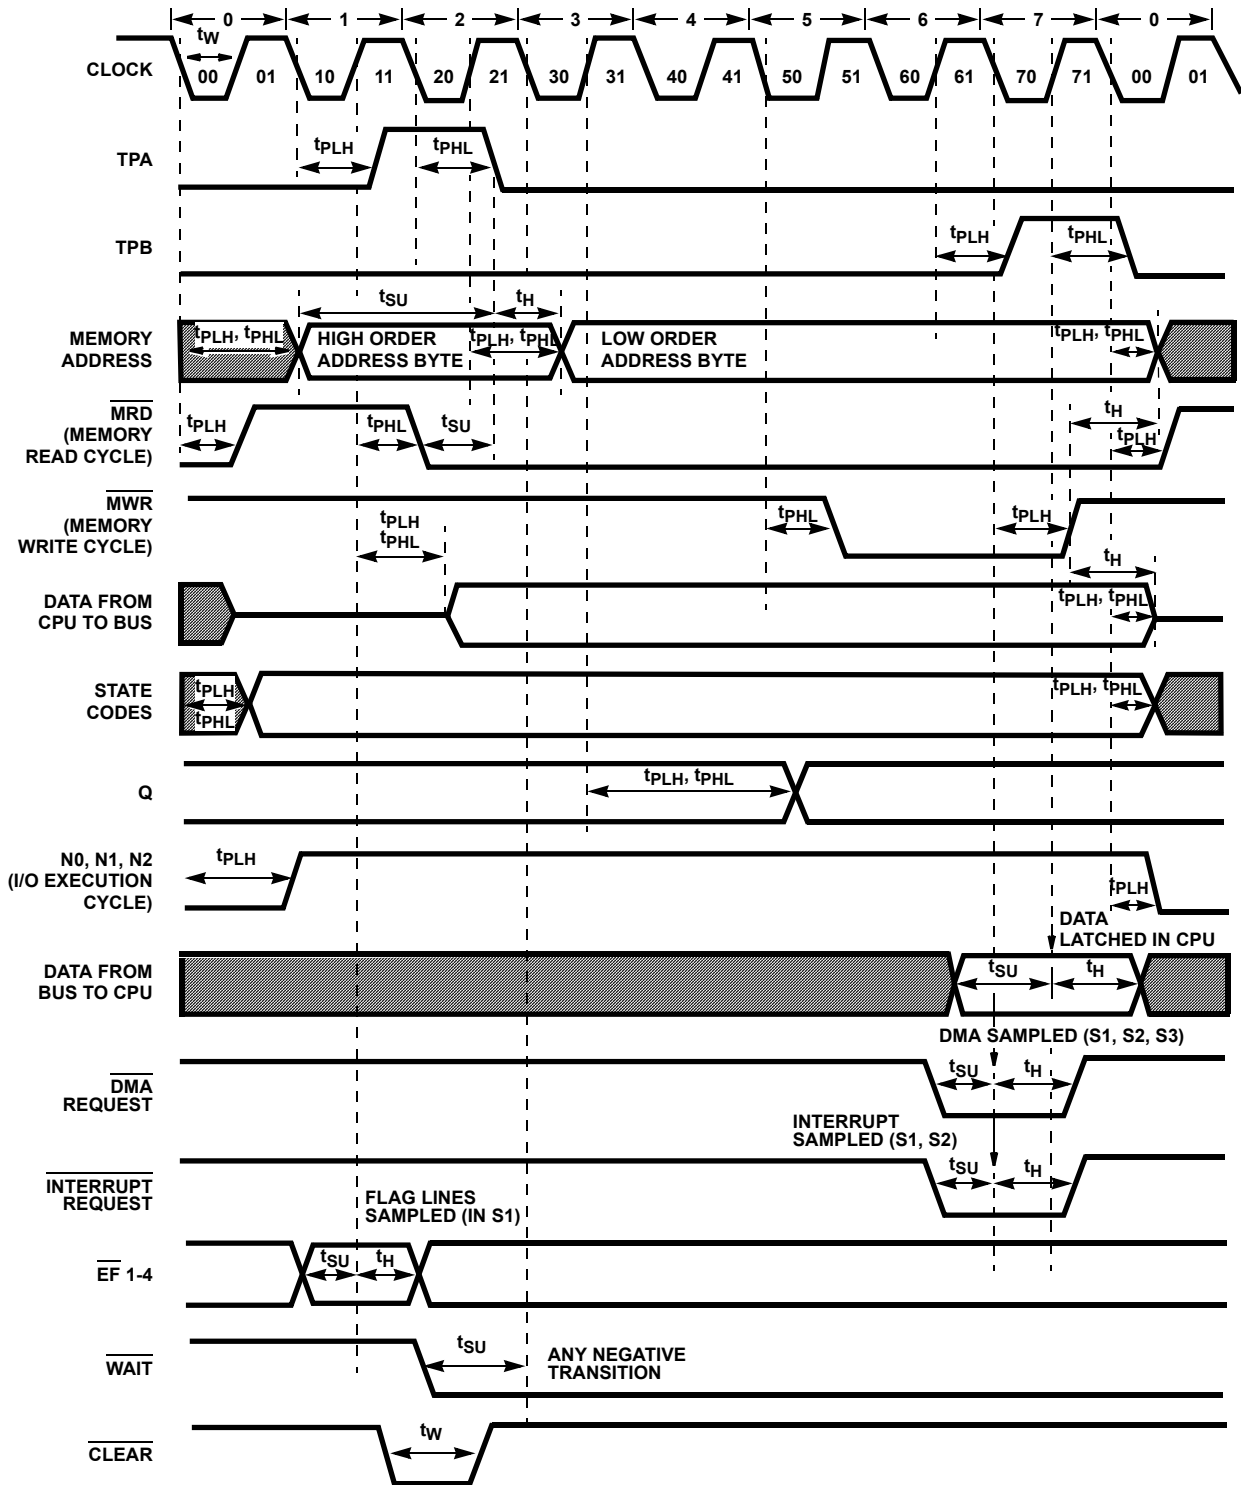 0 1 2 3 4 5 6 7 0
tW
CLOCK
00 01 10 11 20 21 30 31 40 41 50 51 60 61 70 71 00 01
TPA
tPLH tPHL
TPB
tPLH tPHL
tSU tH
MEMORY
ADDRESS
tPLH, tPHL
HIGH ORDER
ADDRESS BYTE
tPLH, tPHL
LOW ORDER
ADDRESS BYTE
tPLH, tPHL
MRD
(MEMORY
READ CYCLE)
tPLH tPHL tSU
tH
tPLH
MWR
(MEMORY
WRITE CYCLE)
tPLH
tPHL
tPHL tPLH
tH
DATA FROM
CPU TO BUS
tPLH, tPHL
STATE
CODES
tPLH
tPHL
tPLH, tPHL
Q
tPLH, tPHL
N0, N1, N2
(I/O EXECUTION
CYCLE)
tPLH
tPLH
DATA
LATCHED IN CPU
DATA FROM
BUS TO CPU
tSU tH
DMA SAMPLED (S1, S2, S3)
DMA
REQUEST
tSU tH
INTERRUPT
SAMPLED (S1, S2)
INTERRUPT
REQUEST
tSU tH
FLAG LINES
SAMPLED (IN S1)
EF 1-4
tSU tH
WAIT
tSU
ANY NEGATIVE
TRANSITION
CLEAR
tW